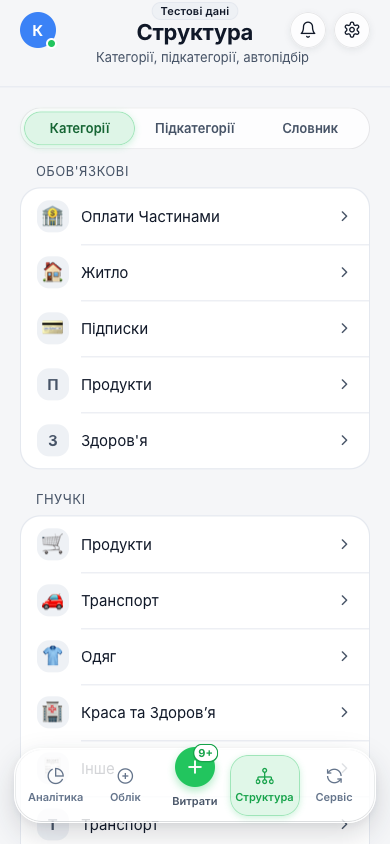 Тестові дані
К
Структура
Категорії, підкатегорії, автопідбір
Категорії
Підкатегорії
Словник
ОБОВ'ЯЗКОВІ
Оплати Частинами
Житло
Підписки
П
Продукти
З
Здоров'я
ГНУЧКІ
Продукти
Транспорт
Одяг
Краса та Здоров’я
Інше
9+
Аналітика
Облік
Витрати
Структура
Сервіс
Т
Транспорт